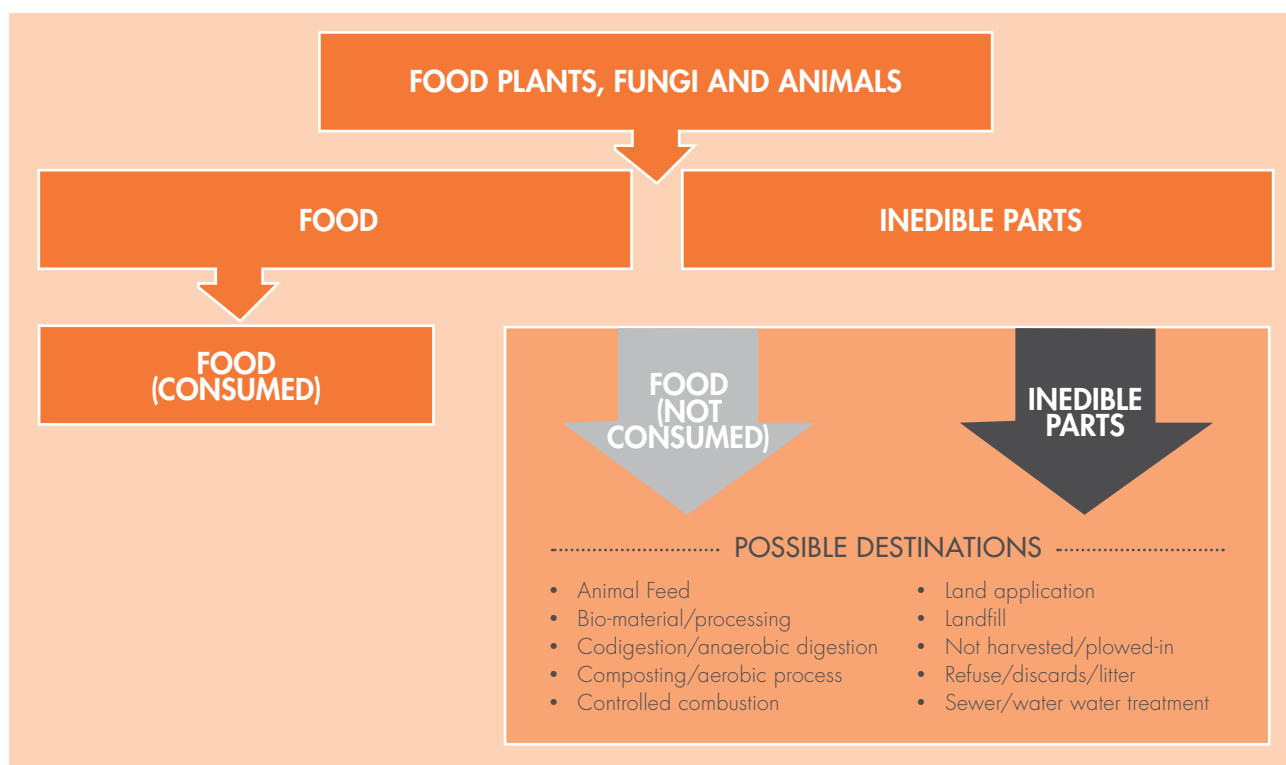 FOOD PLANTS, FUNGI AND ANIMALS
FOOD
INEDIBLE PARTS
FOOD
(CONSUMED)
FOOD
(NOT
CONSUMED)
INEDIBLE
PARTS
POSSIBLE DESTINATIONS
• Animal Feed
• Bio-material/processing
• Codigestion/anaerobic digestion
• Composting/aerobic process
• Controlled combustion
• Land application
• Landfill
• Not harvested/plowed-in
• Refuse/discards/litter
• Sewer/water water treatment